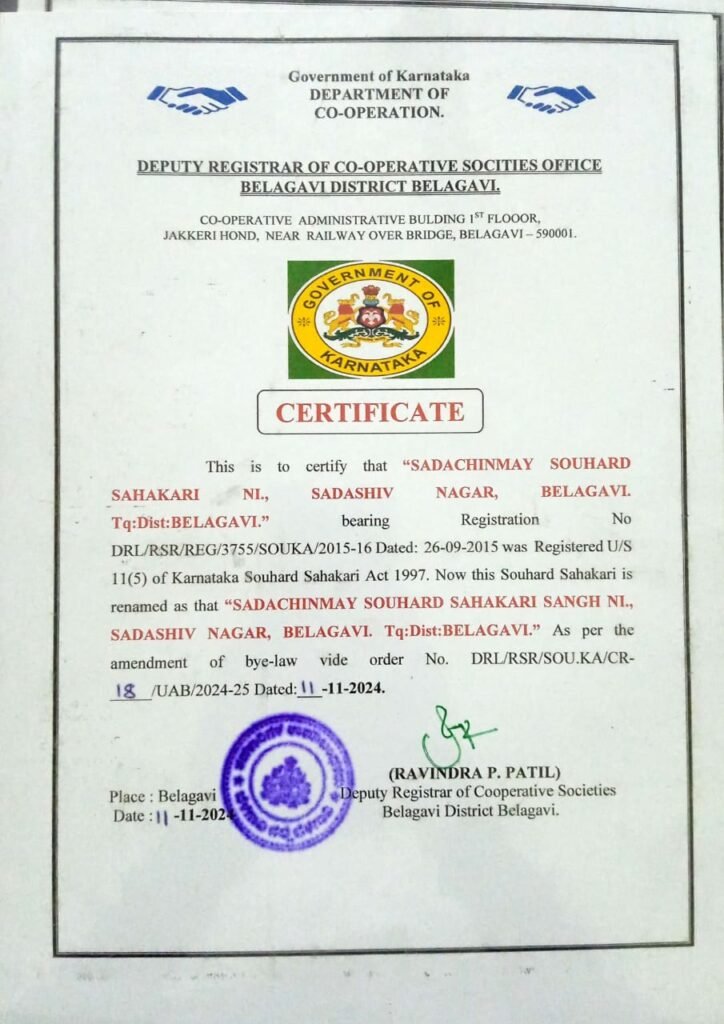 Government of Karnataka
DEPARTMENT OF
CO-OPERATION.
DEPUTY REGISTRAR OF CO-OPERATIVE SOCITIES OFFICE
BELAGAVI DISTRICT BELAGAVI.
CO-OPERATIVE ADMINISTRATIVE BULDING 1ST FLOOOR,
JAKKERI HOND, NEAR RAILWAY OVER BRIDGE, BELAGAVI – 590001.
GOVERNMENT OF
KARNATAKA
CERTIFICATE
This is to certify that “SADACHINMAY SOUHARD
SAHAKARI NI., SADASHIV NAGAR, BELAGAVI.
Tq:Dist:BELAGAVI.” bearing Registration No
DRL/RSR/REG/3755/SOUKA/2015-16 Dated: 26-09-2015 was Registered U/S
11(5) of Karnataka Souhard Sahakari Act 1997. Now this Souhard Sahakari is
renamed as that “SADACHINMAY SOUHARD SAHAKARI SANGH NI.,
SADASHIV NAGAR, BELAGAVI. Tq:Dist:BELAGAVI.” As per the
amendment of bye-law vide order No. DRL/RSR/SOU.KA/CR-
18/UAB/2024-25 Dated: 11-11-2024.
(RAVINDRA P. PATIL)
Place : Belagavi
Deputy Registrar of Cooperative Societies
Date : 11-11-2024
Belagavi District Belagavi.